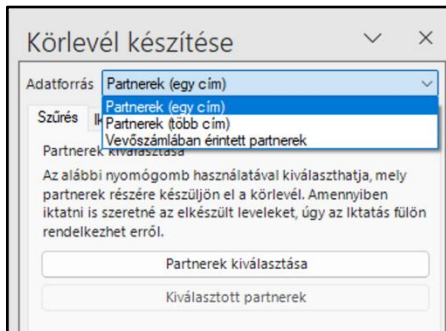 Körlevél készítése
Adatforrás Partnerek (egy cím)
Partnerek (egy cím)
Szűrés
Partnerek (több cím)
Vevőszámlában érintett partnerek
Partnerek kiválasztása
Az alábbi nyomógomb használatával kiválaszthatja, mely
partnerek részére készüljön el a körlevél. Amennyiben
iktatni is szeretné az elkészült leveleket, úgy az Iktatás fülön
rendelkezhet erről.
Partnerek kiválasztása
Kiválasztott partnerek